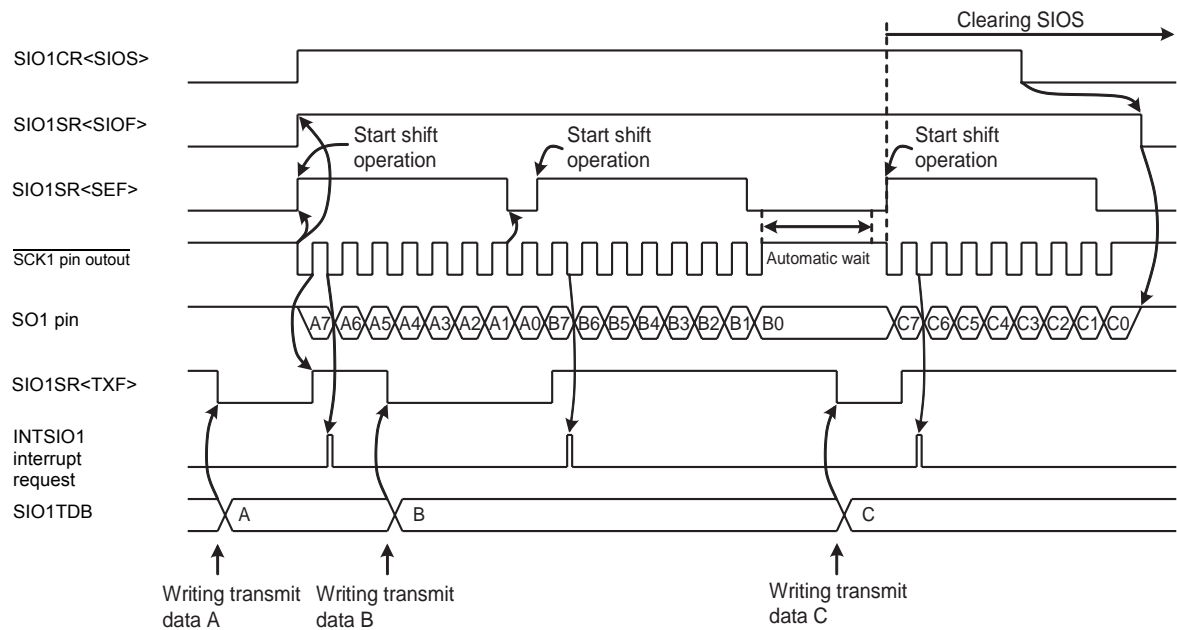 Clearing SIOS
SIO1CR<SIOS>
SIO1SR<SIOF>
Start shift
operation
Start shift
operation
Start shift
operation
SIO1SR<SEF>
SCK1 pin outout
Automatic wait
SO1 pin
A7 A6 A5 A4 A3 A2 A1 A0 B7 B6 B5 B4 B3 B2 B1 B0 C7 C6 C5 C4 C3 C2 C1 C0
SIO1SR<TXF>
INTSIO1
interrupt
request
SIO1TDB
A B C
Writing transmit
data A
Writing transmit
data B
Writing transmit
data C